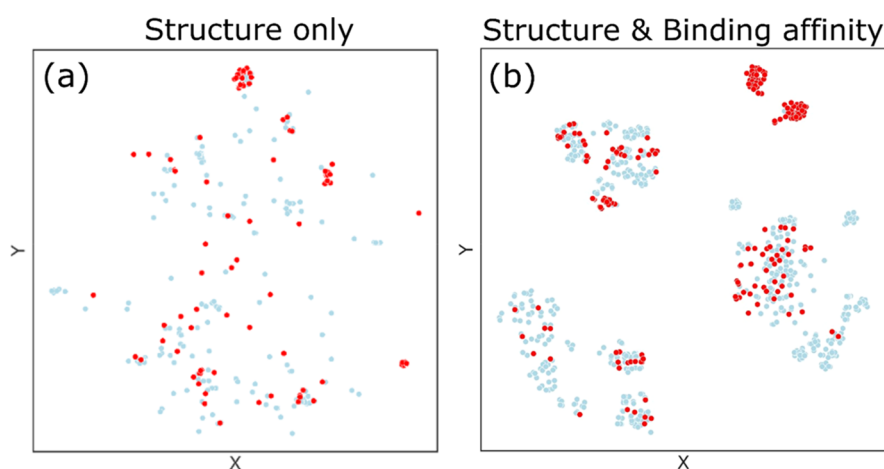 Structure only
Structure & Binding affinity
(a)
(b)
Y
Y
X
X